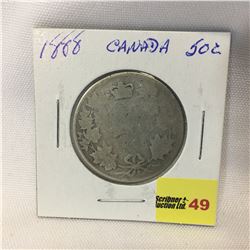 1888 CANADA 50¢
Scribner
Auction Ltd. 49